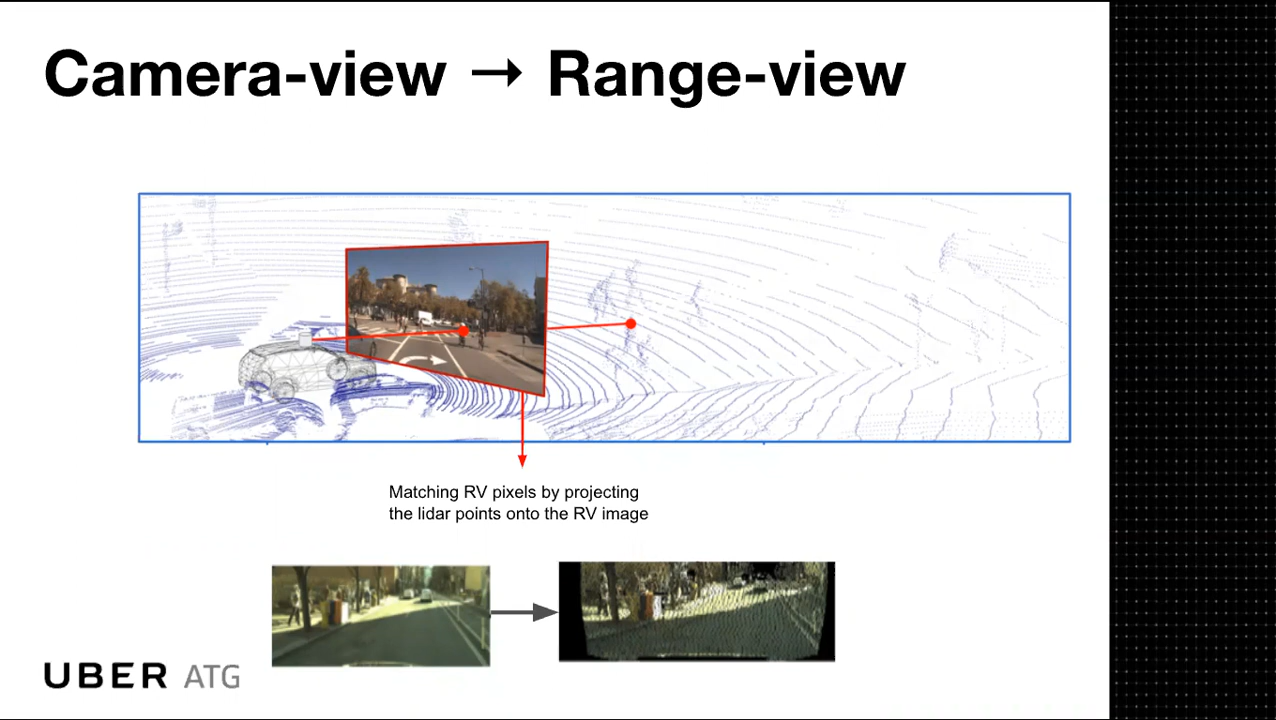 Camera-view → Range-view
Matching RV pixels by projecting
the lidar points onto the RV image
UBER ATG